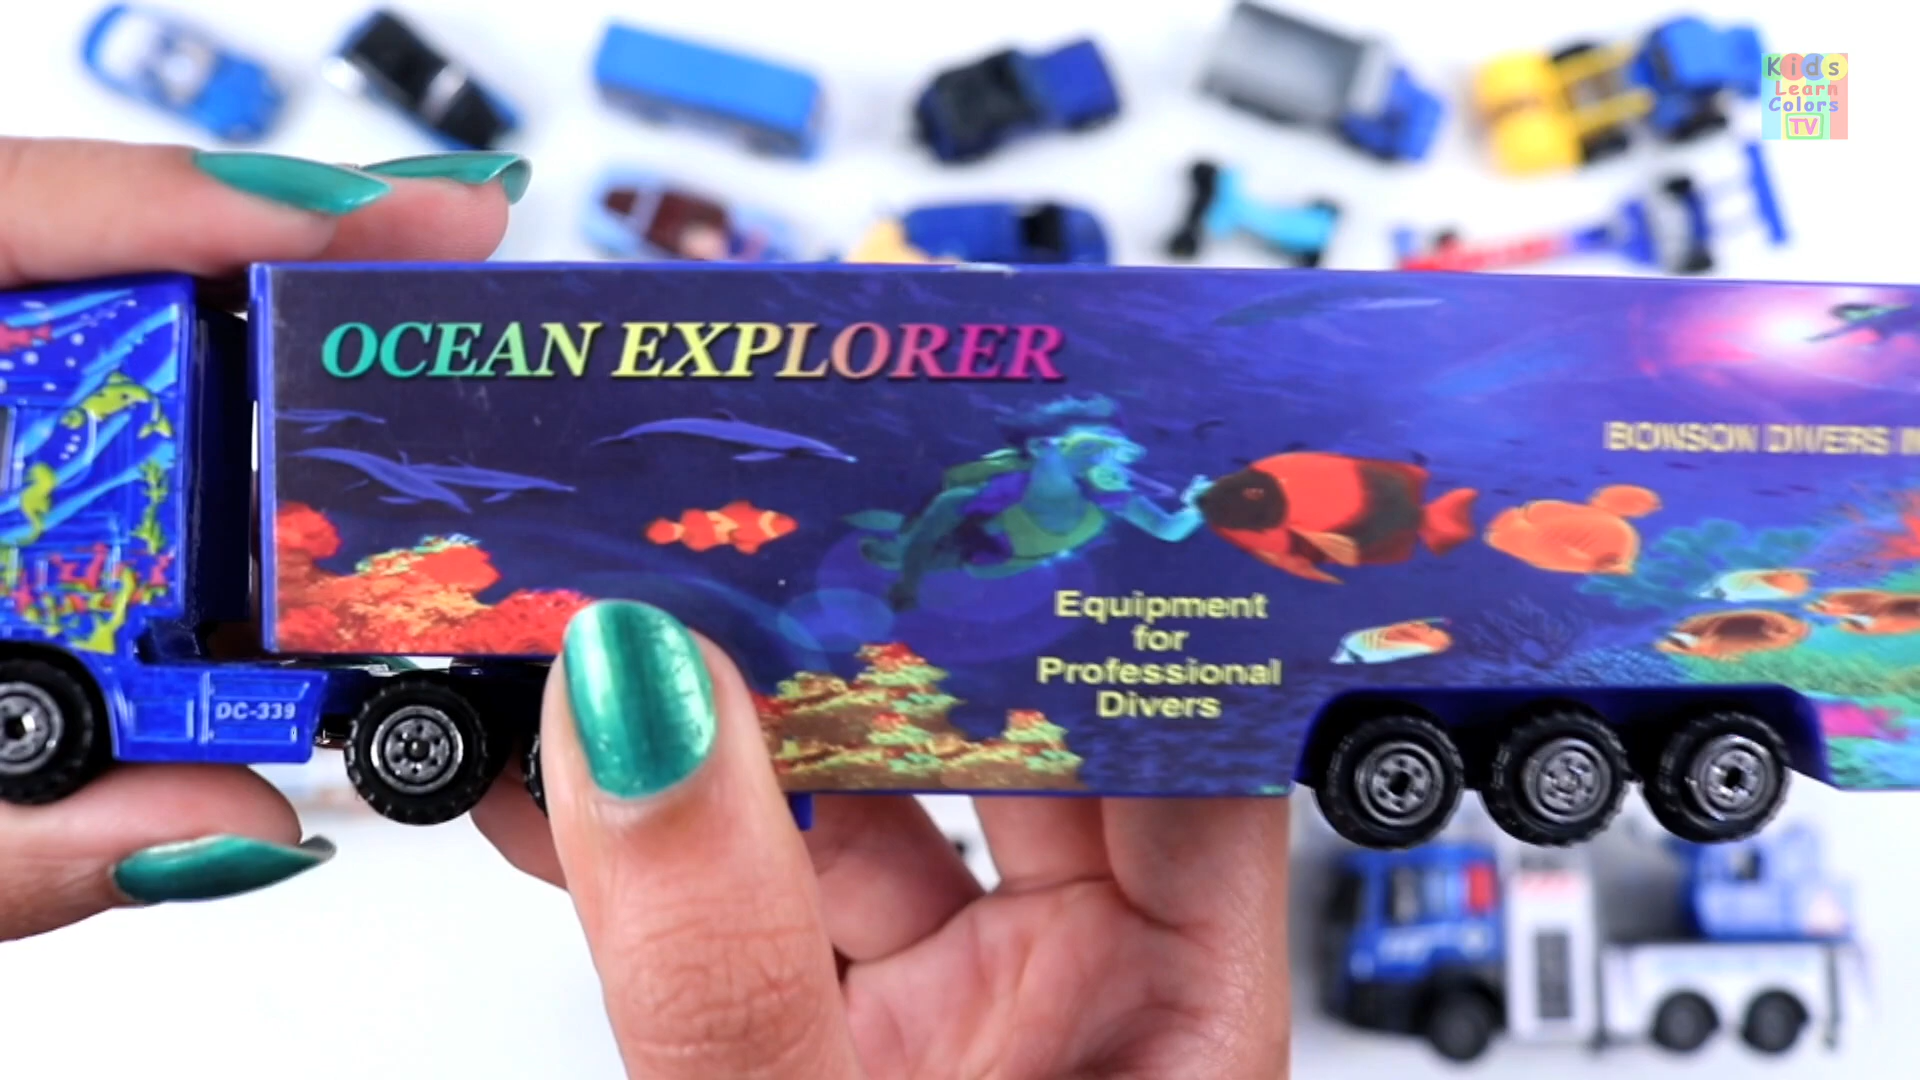 Kids
Learn
Colors
TV
OCEAN EXPLORER
BONSON DIVERS
Equipment
for
Professional
Divers
DC-339